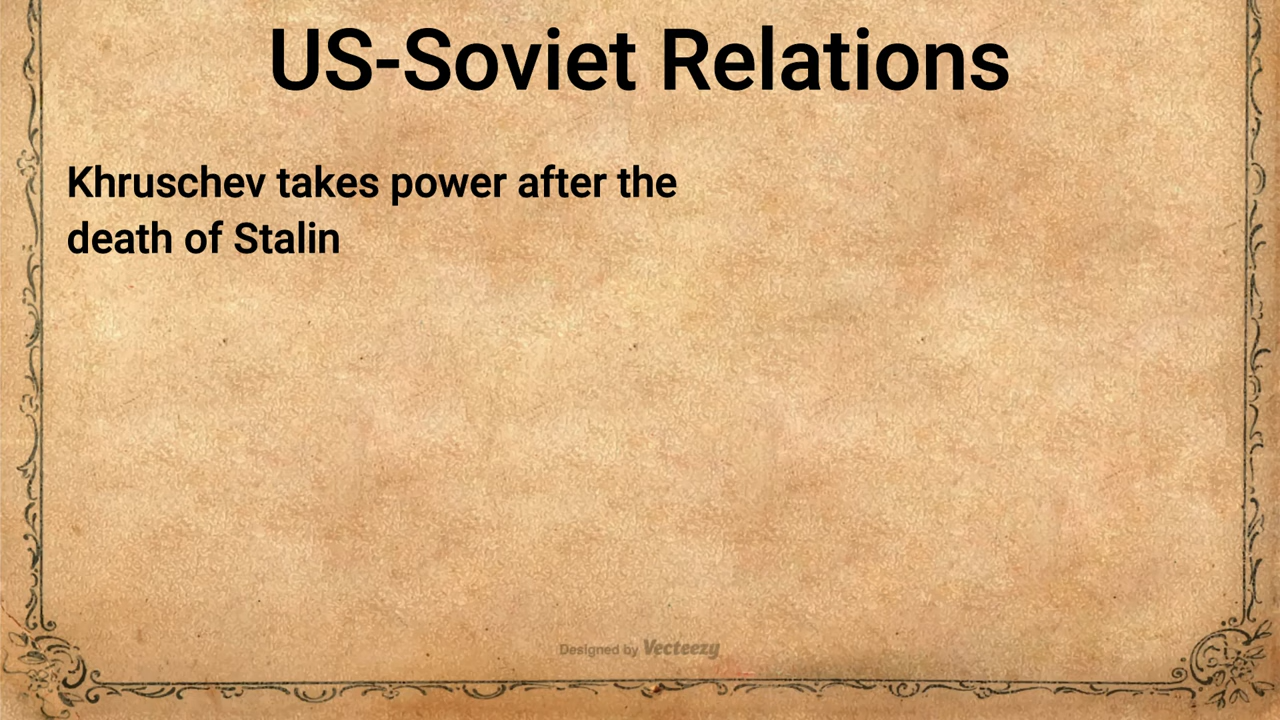 US-Soviet Relations
Khruschev takes power after the
death of Stalin
Designed by Vecteezy